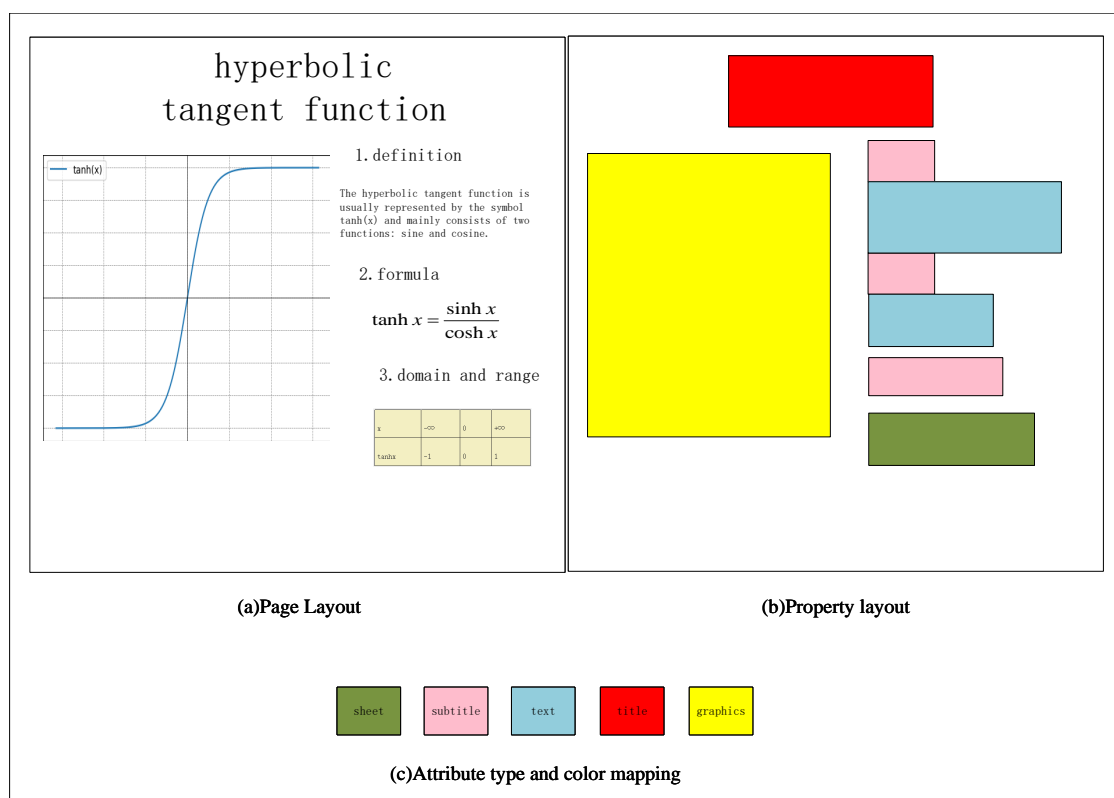 hyperbolic
tangent function
tanh(x)
1.definition
The hyperbolic tangent function is
usually represented by the symbol
tanh(x) and mainly consists of two
functions: sine and cosine.
2.formula
tanh x = sinh x / cosh x
3.domain and range
x -∞ 0 +∞
tanhx -1 0 1
(a)Page Layout
(b)Property layout
sheet subtitle text title graphics
(c)Attribute type and color mapping